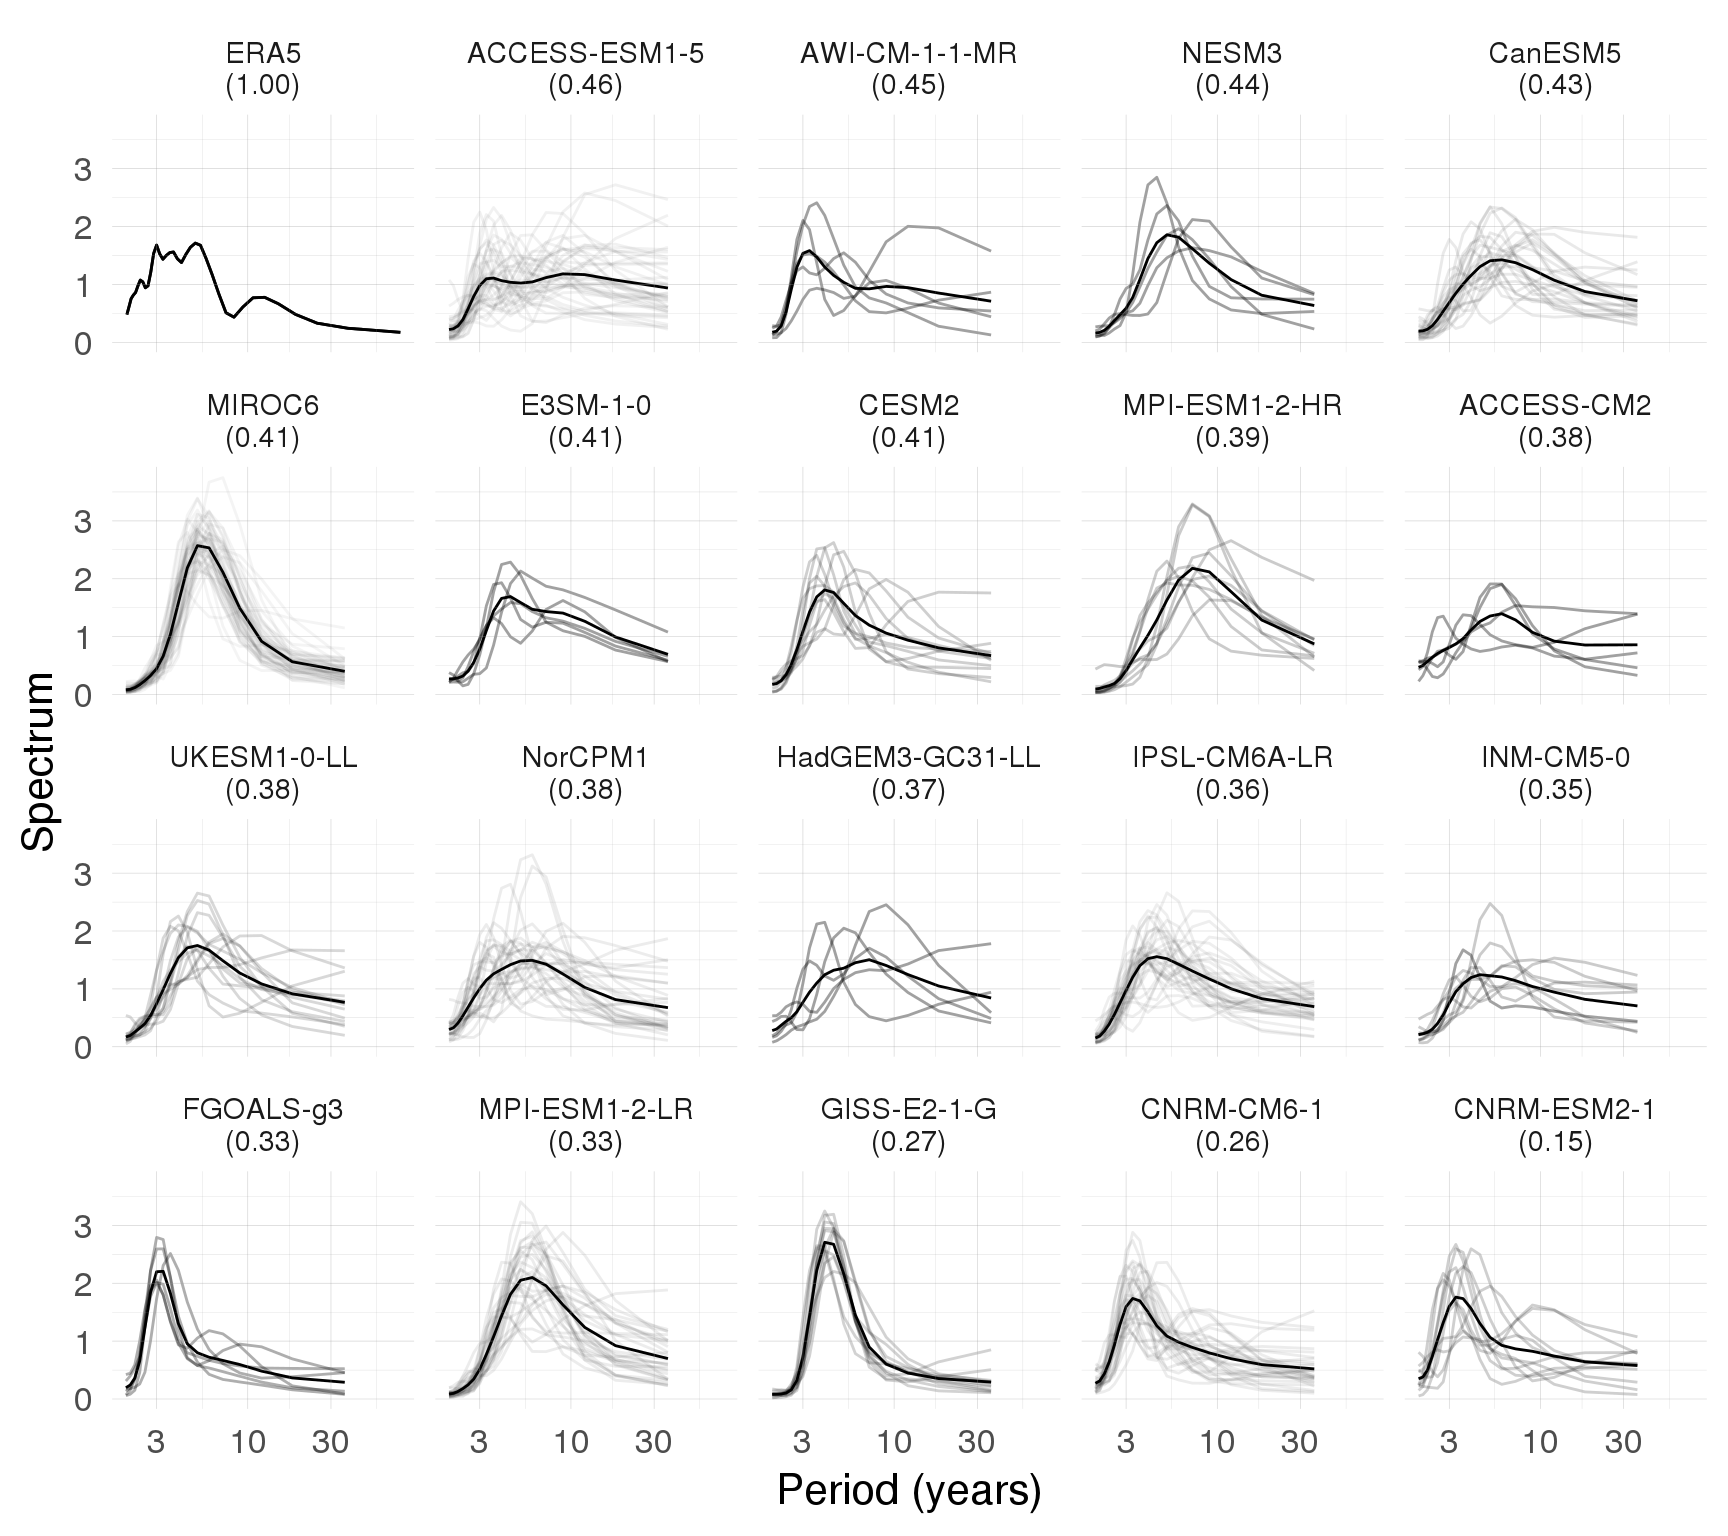 ERA5
(1.00)
ACCESS-ESM1-5
(0.46)
AWI-CM-1-1-MR
(0.45)
NESM3
(0.44)
CanESM5
(0.43)
3
2
1
0
MIROC6
(0.41)
E3SM-1-0
(0.41)
CESM2
(0.41)
MPI-ESM1-2-HR
(0.39)
ACCESS-CM2
(0.38)
3
2
1
0
Spectrum
UKESM1-0-LL
(0.38)
NorCPM1
(0.38)
HadGEM3-GC31-LL
(0.37)
IPSL-CM6A-LR
(0.36)
INM-CM5-0
(0.35)
3
2
1
0
FGOALS-g3
(0.33)
MPI-ESM1-2-LR
(0.33)
GISS-E2-1-G
(0.27)
CNRM-CM6-1
(0.26)
CNRM-ESM2-1
(0.15)
3
2
1
0
3 10 30
3 10 30
3 10 30
3 10 30
3 10 30
Period (years)